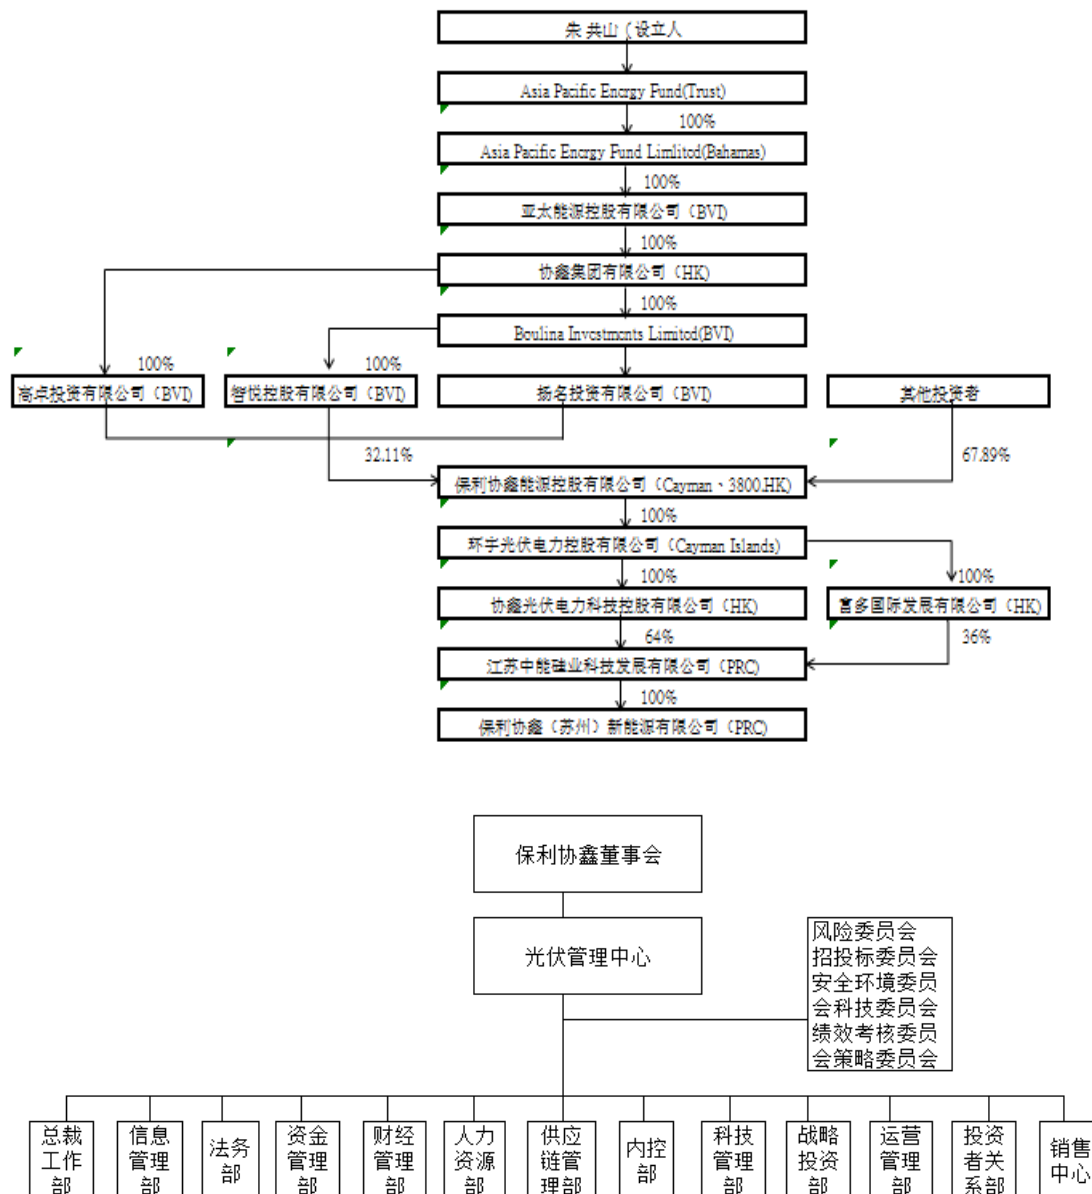 朱 共山（设立人
Asia Pacific Encrgy Fund(Trust)
100%
Asia Pacific Encrgy Fund Limlitcd(Bahamas)
100%
亚太能源控股有限公司（BVI)
100%
协鑫集团有限公司（HK)
100%
Boulina Invcstmcnts Limitcd(BVI)
100%
100%
高卓投资有限公司（BVI)
智悦控股有限公司（BVI)
扬名投资有限公司（BVI)
其他投资者
32.11%
67.89%
保利协鑫能源控股有限公司（Cayman、3800.HK)
100%
环宇光伏电力控股有限公司（Cayman Islands)
100%
100%
协鑫光伏电力科技控股有限公司（HK)
富多国际发展有限公司（HK)
64%
36%
江苏中能硅业科技发展有限公司（PRC)
100%
保利协鑫（苏州）新能源有限公司（PRC)
保利协鑫董事会
光伏管理中心
风险委员会
招投标委员会
安全环境委员
会科技委员会
绩效考核委员
会策略委员会
总裁
工作
部
信息
管理
部
法务
部
资金
管理
部
财经
管理
部
人力
资源
部
供应
链管
理部
内控
部
科技
管理
部
战略
投资
部
运营
管理
部
投资
者关
系部
销售
中心